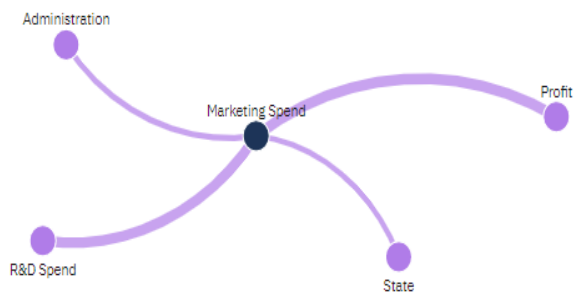 Administration
Profit
Marketing Spend
R&D Spend
State